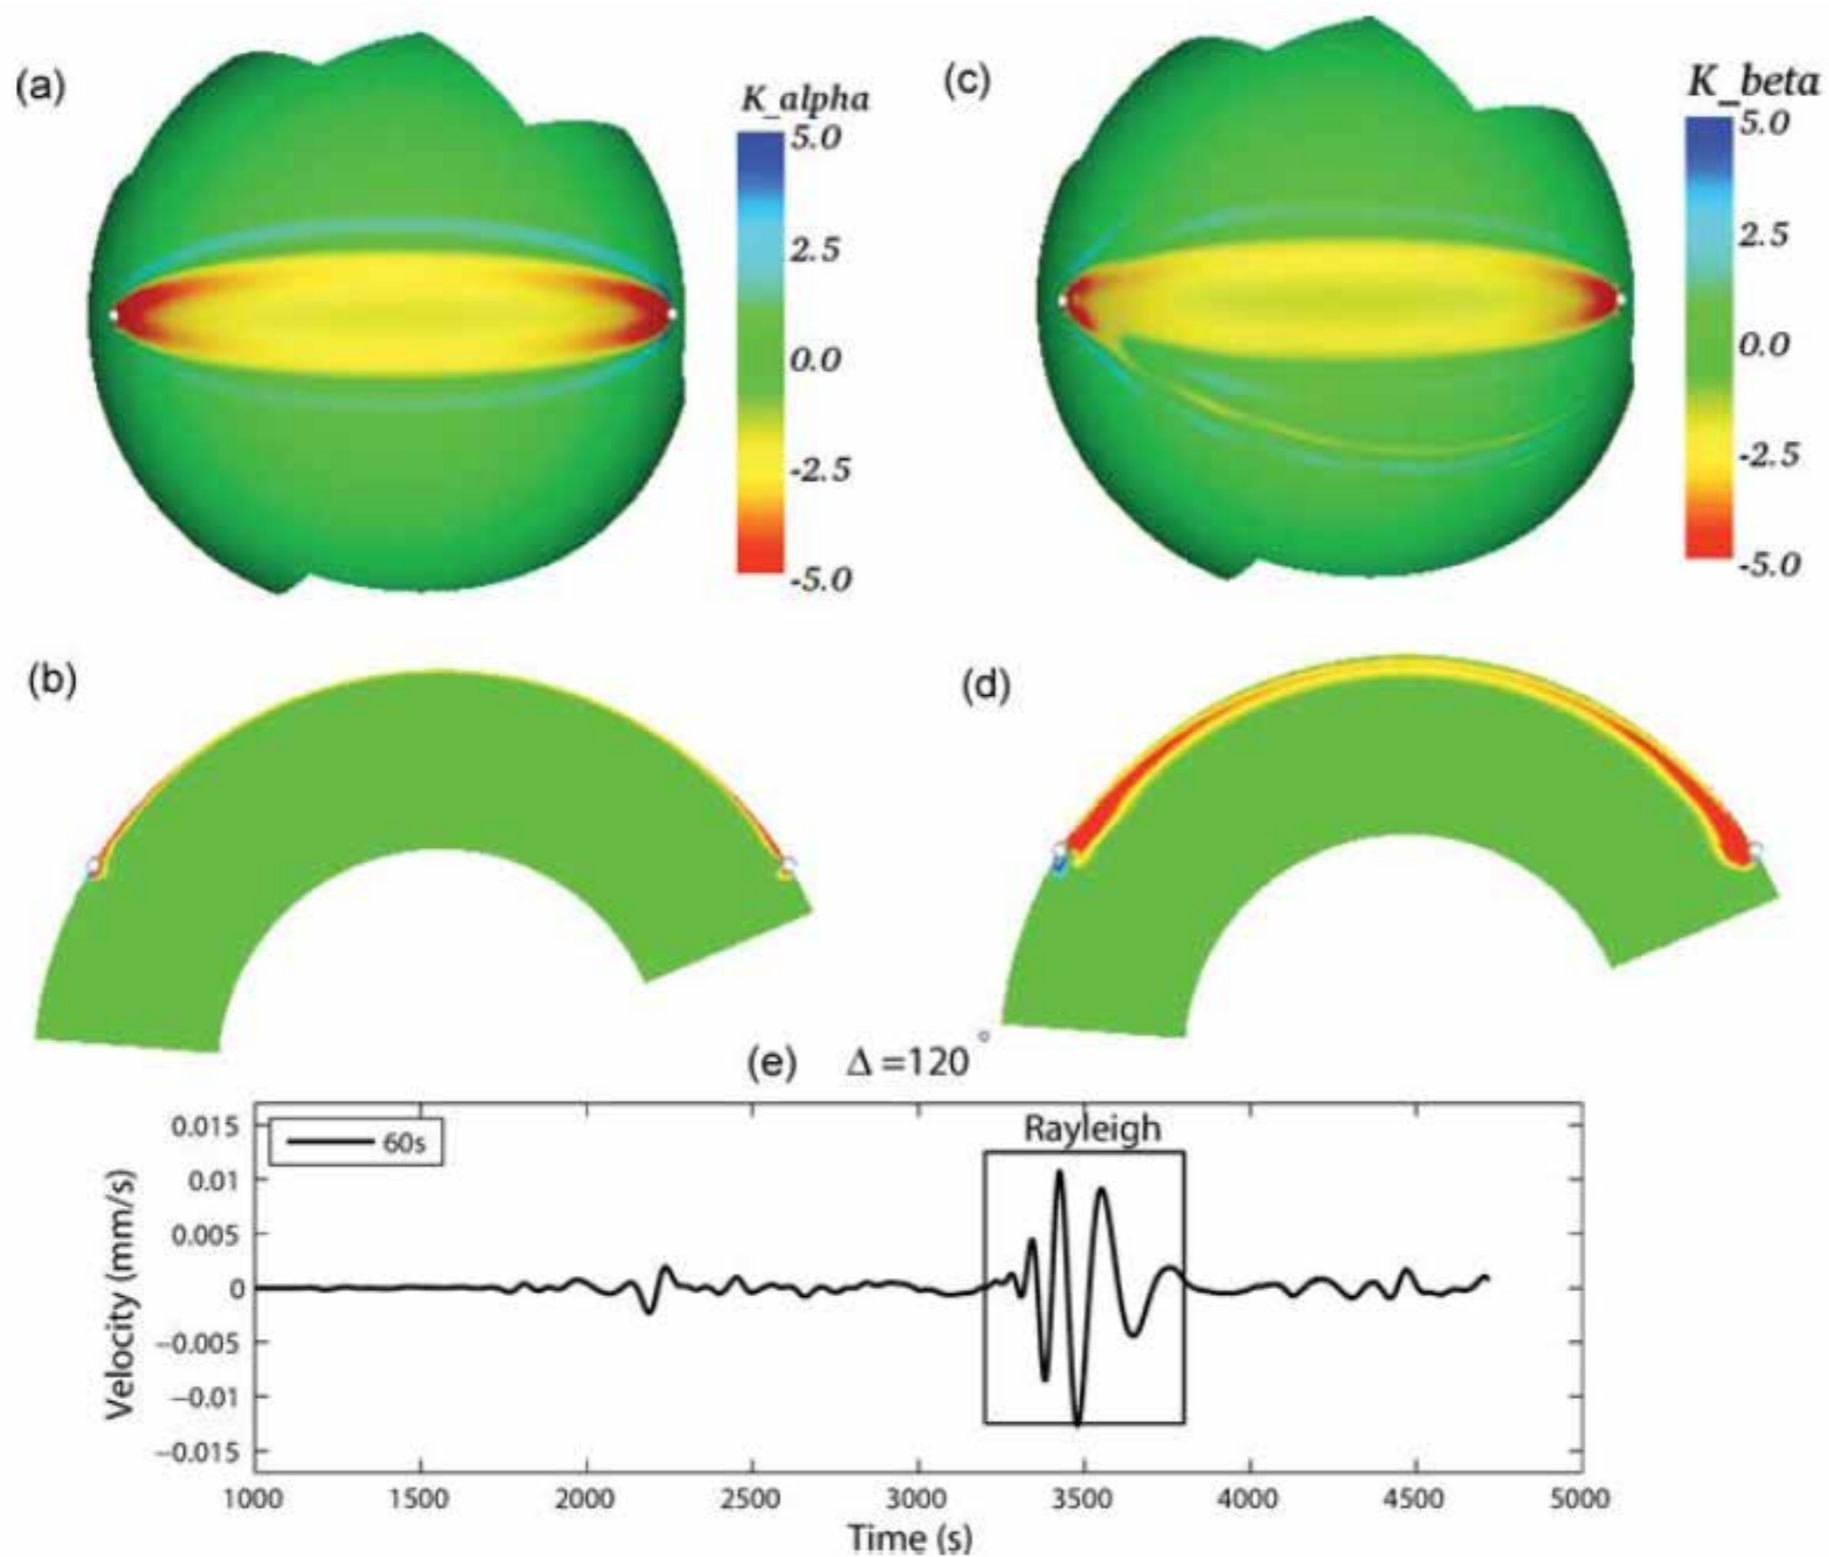 (a)
K_alpha
5.0
2.5
0.0
-2.5
-5.0
(c)
K_beta
5.0
2.5
0.0
-2.5
-5.0
(b)
(d)
(e) Δ =120°
Rayleigh
60s
0.015
0.01
0.005
0
−0.005
−0.01
−0.015
Velocity (mm/s)
1000 1500 2000 2500 3000 3500 4000 4500 5000
Time (s)